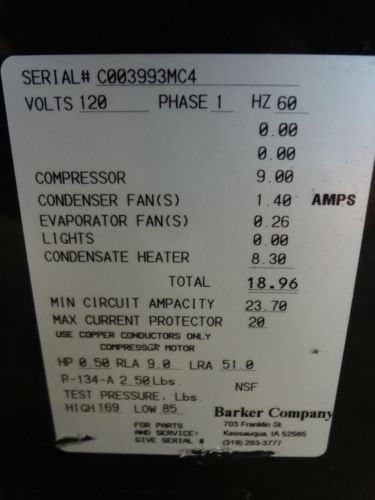 SERIAL# C003993MC4
VOLTS 120 PHASE 1 HZ 60
0.00
0.00
COMPRESSOR 9.00
CONDENSER FAN(S) 1.40 AMPS
EVAPORATOR FAN(S) 0.26
LIGHTS 0.00
CONDENSATE HEATER 8.30
TOTAL 18.96
MIN CIRCUIT AMPACITY 23.70
MAX CURRENT PROTECTOR 20
USE COPPER CONDUCTORS ONLY
COMPRESSOR MOTOR
HP 0.50 RLA 9.0 LRA 51.0
R-134-A 2.50 Lbs. NSF
TEST PRESSURE, Lbs.
HIGH 169 LOW 85 Barker Company
FOR PARTS 703 Franklin St.
AND SERVICE: Keosauqua, IA 52565
GIVE SERIAL # (319) 293-3777